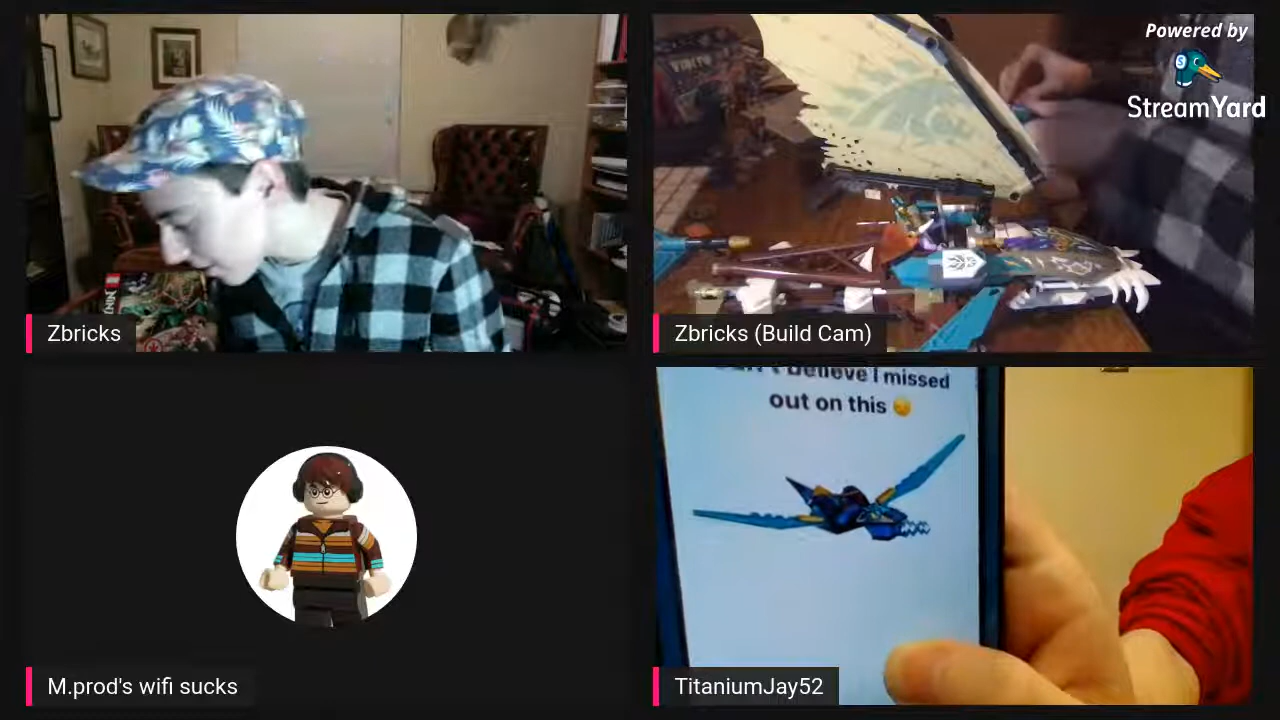 Powered by
StreamYard
Zbricks
Zbricks (Build Cam)
believe I missed
out on this 😔
M.prod's wifi sucks
TitaniumJay52